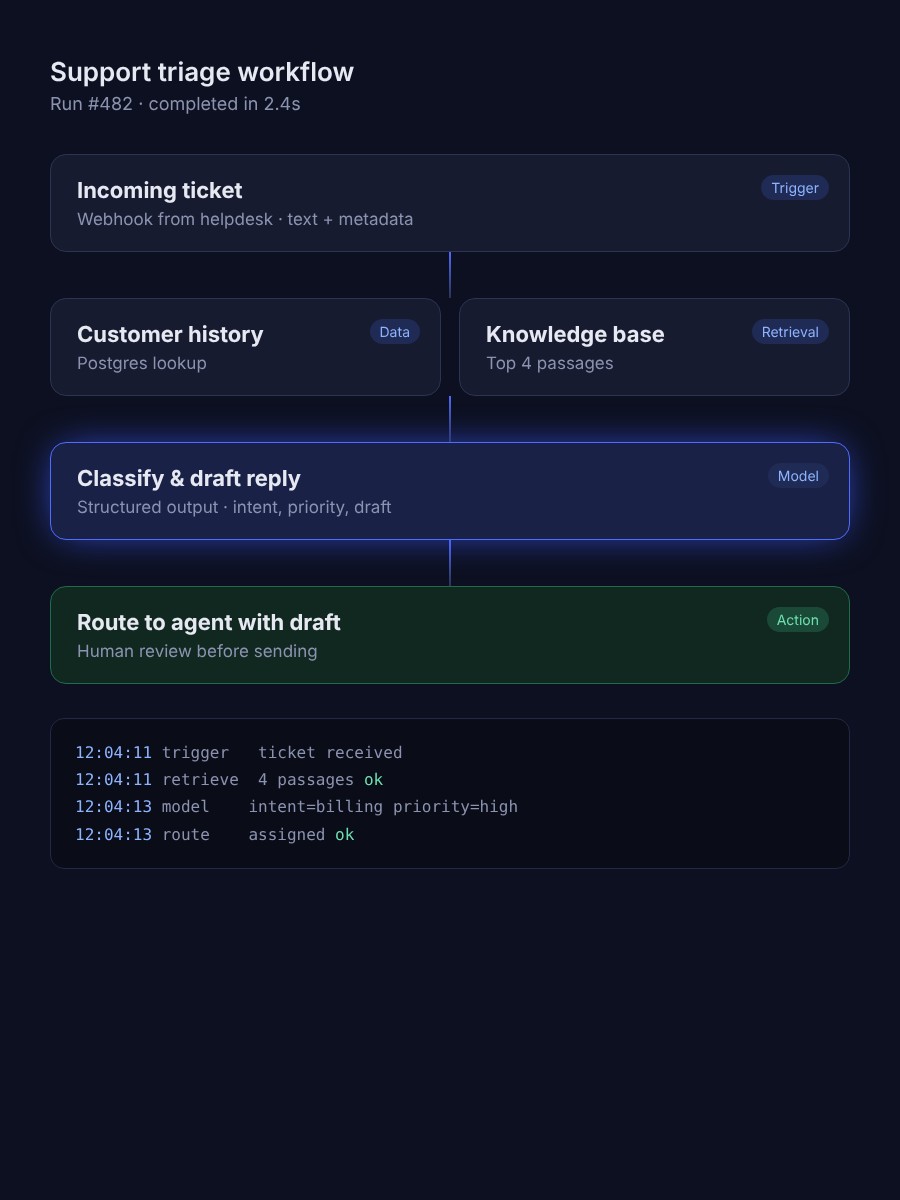 Support triage workflow
Run #482 · completed in 2.4s
Incoming ticket
Trigger
Webhook from helpdesk · text + metadata
Customer history
Data
Postgres lookup
Knowledge base
Retrieval
Top 4 passages
Classify & draft reply
Model
Structured output · intent, priority, draft
Route to agent with draft
Action
Human review before sending
12:04:11 trigger   ticket received
12:04:11 retrieve  4 passages ok
12:04:13 model    intent=billing priority=high
12:04:13 route    assigned ok